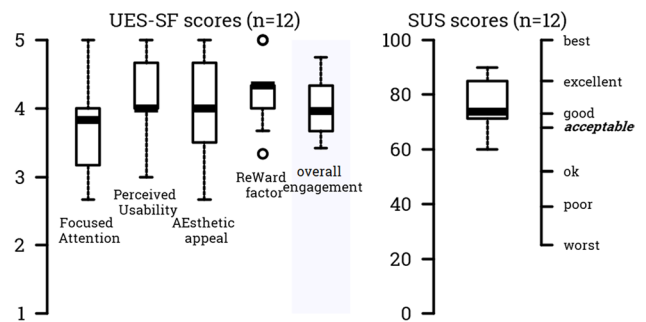 UES-SF scores (n=12)
5
4
3
2
1
Focused
Attention
Perceived
Usability
AEsthetic
appeal
ReWard
factor
overall
engagement
SUS scores (n=12)
100
80
60
40
20
0
best
excellent
good
acceptable
ok
poor
worst